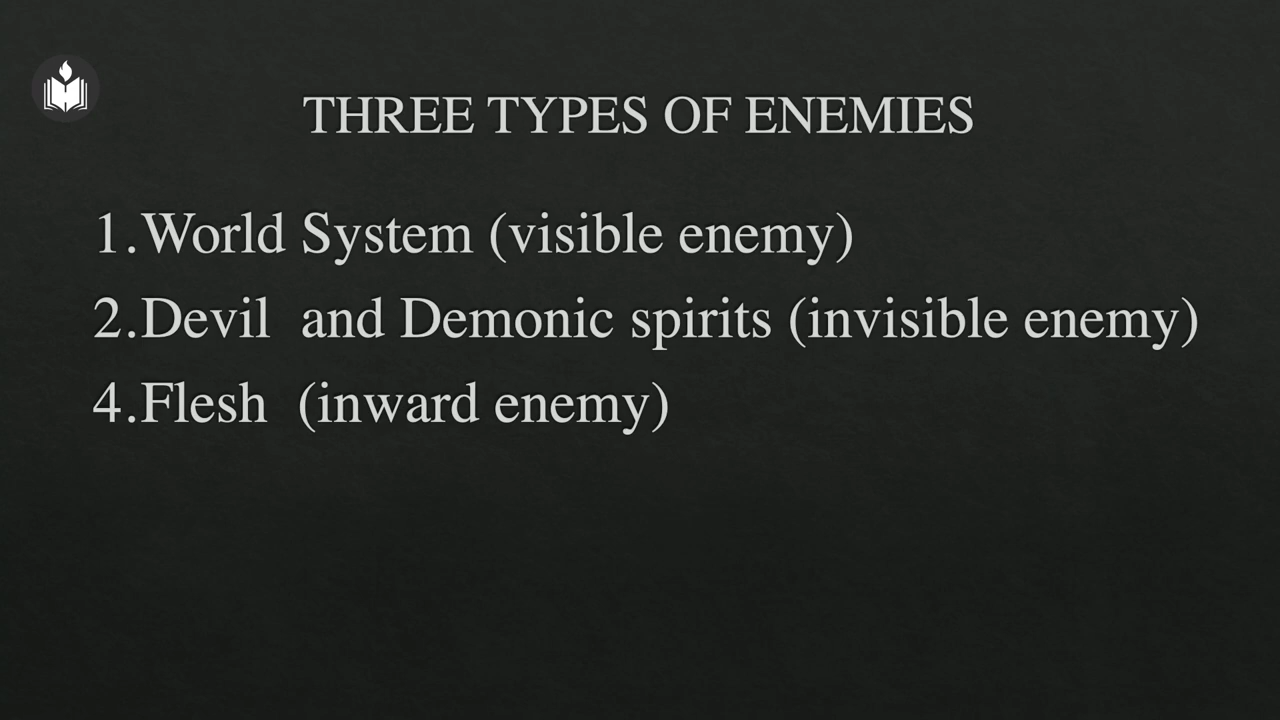 THREE TYPES OF ENEMIES
1.World System (visible enemy)
2.Devil  and Demonic spirits (invisible enemy)
4.Flesh  (inward enemy)